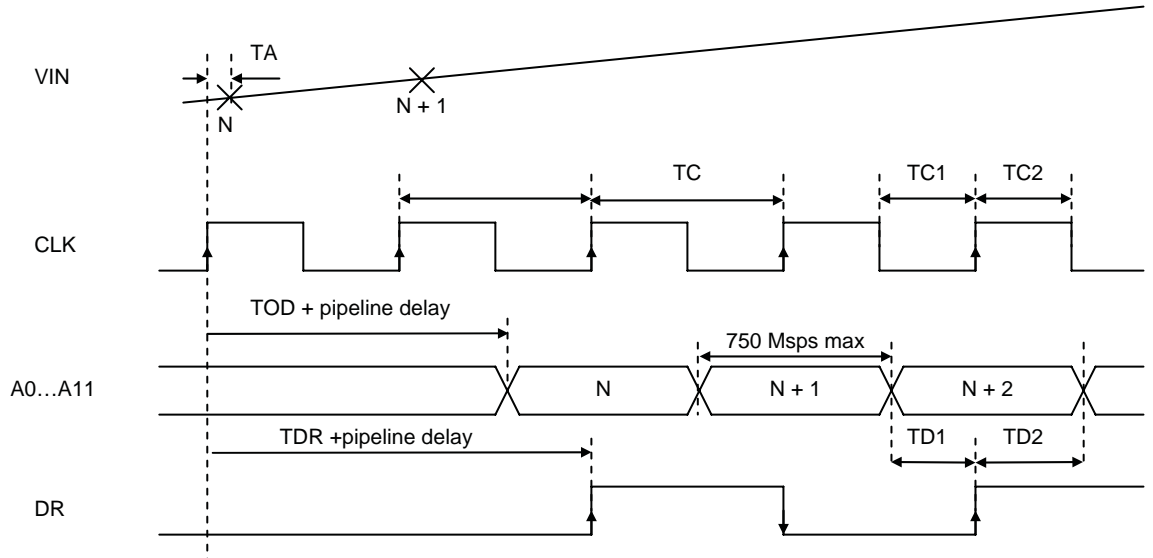 TA
VIN
N
N + 1
TC
TC1
TC2
CLK
TOD + pipeline delay
750 Msps max
A0…A11
N
N + 1
N + 2
TDR +pipeline delay
TD1
TD2
DR